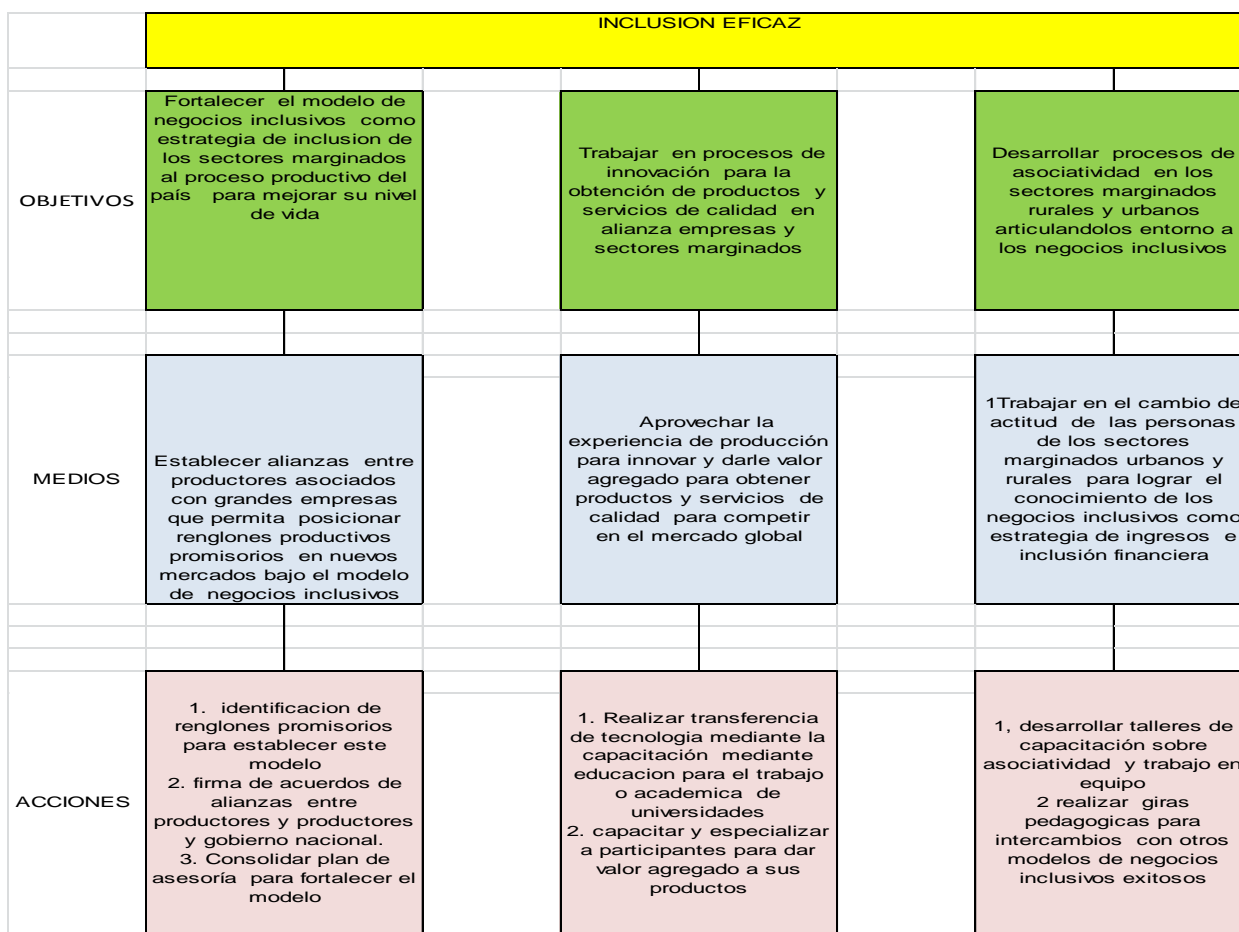 INCLUSION EFICAZ
OBJETIVOS
Fortalecer el modelo de
negocios inclusivos como
estrategia de inclusion de
los sectores marginados
al proceso productivo del
país para mejorar su nivel
de vida
Trabajar en procesos de
innovación para la
obtención de productos y
servicios de calidad en
alianza empresas y
sectores marginados
Desarrollar procesos de
asociatividad en los
sectores marginados
rurales y urbanos
articulandolos entorno a
los negocios inclusivos
MEDIOS
Establecer alianzas entre
productores asociados
con grandes empresas
que permita posicionar
renglones productivos
promisorios en nuevos
mercados bajo el modelo
de negocios inclusivos
Aprovechar la
experiencia de producción
para innovar y darle valor
agregado para obtener
productos y servicios de
calidad para competir
en el mercado global
1Trabajar en el cambio de
actitud de las personas
de los sectores
marginados urbanos y
rurales para lograr el
conocimiento de los
negocios inclusivos como
estrategia de ingresos e
inclusión financiera
ACCIONES
1. identificacion de
renglones promisorios
para establecer este
modelo
2. firma de acuerdos de
alianzas entre
productores y productores
y gobierno nacional.
3. Consolidar plan de
asesoría para fortalecer el
modelo
1. Realizar transferencia
de tecnologia mediante la
capacitación mediante
educacion para el trabajo
o academica de
universidades
2. capacitar y especializar
a participantes para dar
valor agregado a sus
productos
1, desarrollar talleres de
capacitación sobre
asociatividad y trabajo en
equipo
2 realizar giras
pedagogicas para
intercambios con otros
modelos de negocios
inclusivos exitosos